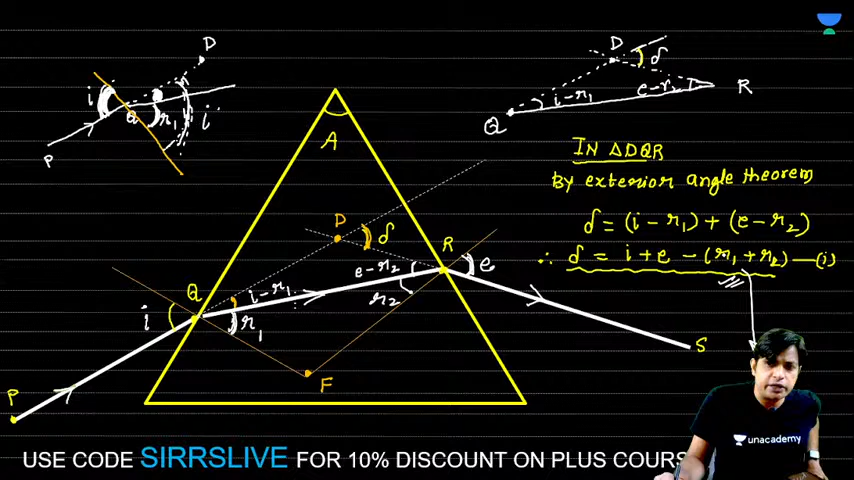 D
i
Q
r₁
i
P
D
δ
i-r₁
e-r₂
R
Q
IN ΔDQR
By exterior angle theorem
δ = (i-r₁) + (e-r₂)
∴ δ = i+e-(r₁+r₂) —(i)
A
D
δ
R
e-r₂
e
Q
i-r₁
r₂
i
r₁
F
S
P
unacademy
USE CODE SIRRSLIVE FOR 10% DISCOUNT ON PLUS COURS